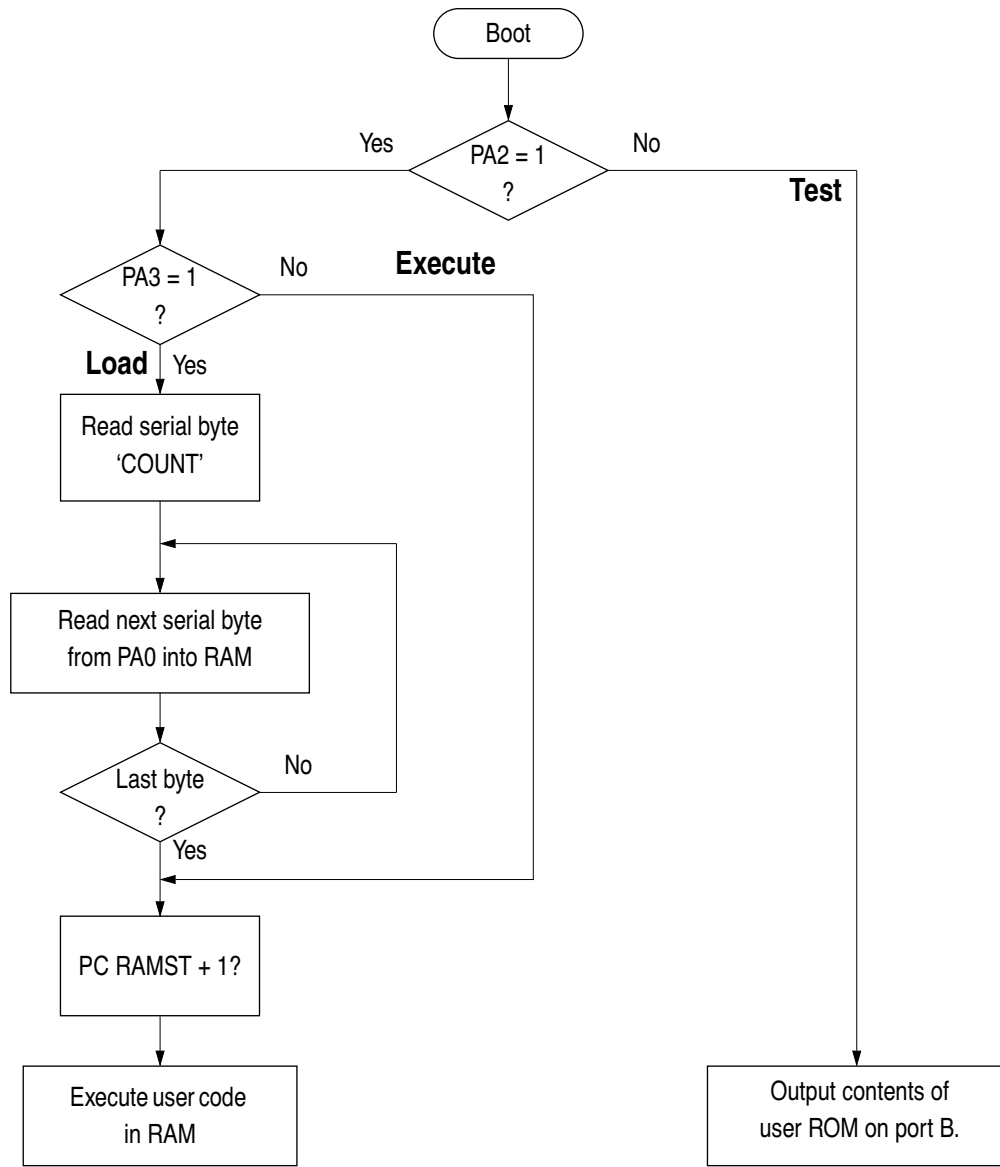 Boot
PA2 = 1
?
Yes
No
Test
PA3 = 1
?
No
Execute
Load
Yes
Read serial byte
‘COUNT’
Read next serial byte
from PA0 into RAM
Last byte
?
No
Yes
PC RAMST + 1?
Execute user code
in RAM
Output contents of
user ROM on port B.